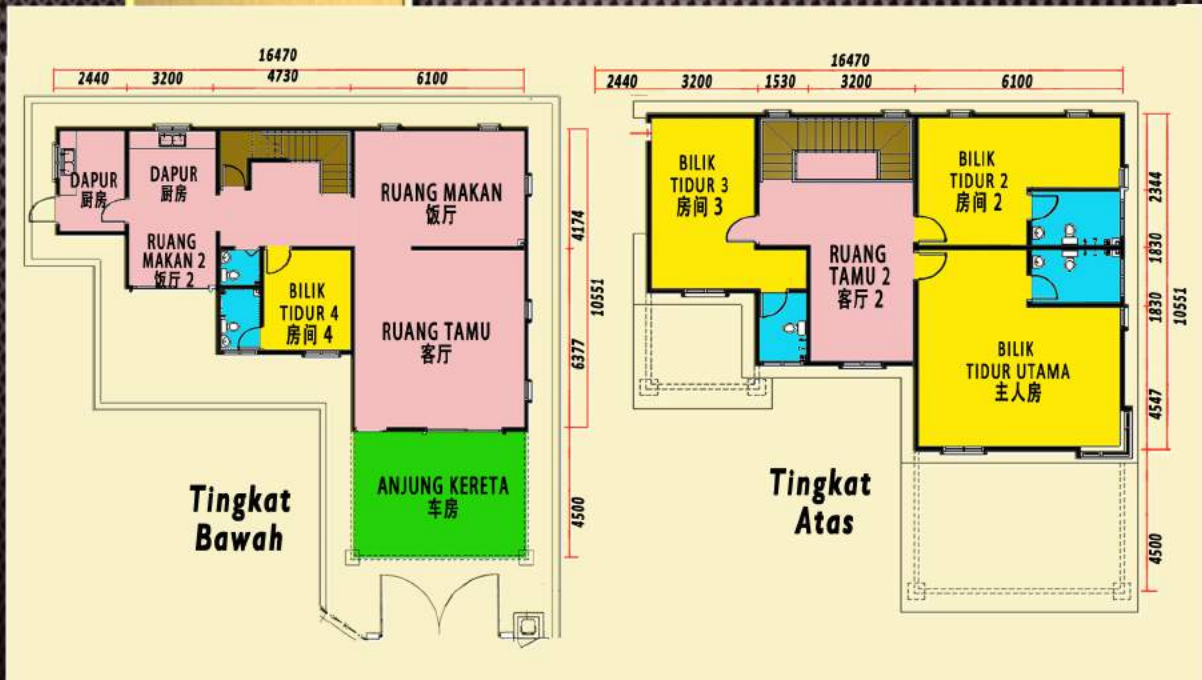 16470
2440
3200
4730
6100
DAPUR
厨房
DAPUR
厨房
RUANG
MAKAN 2
饭厅 2
RUANG MAKAN
饭厅
BILIK
TIDUR 4
房间 4
RUANG TAMU
客厅
ANJUNG KERETA
车房
4174
10551
6377
4500
Tingkat
Bawah
16470
2440
3200
1530
3200
6100
BILIK
TIDUR 3
房间 3
BILIK
TIDUR 2
房间 2
RUANG
TAMU 2
客厅 2
BILIK
TIDUR UTAMA
主人房
2344
1830
1830
10551
4547
4500
Tingkat
Atas